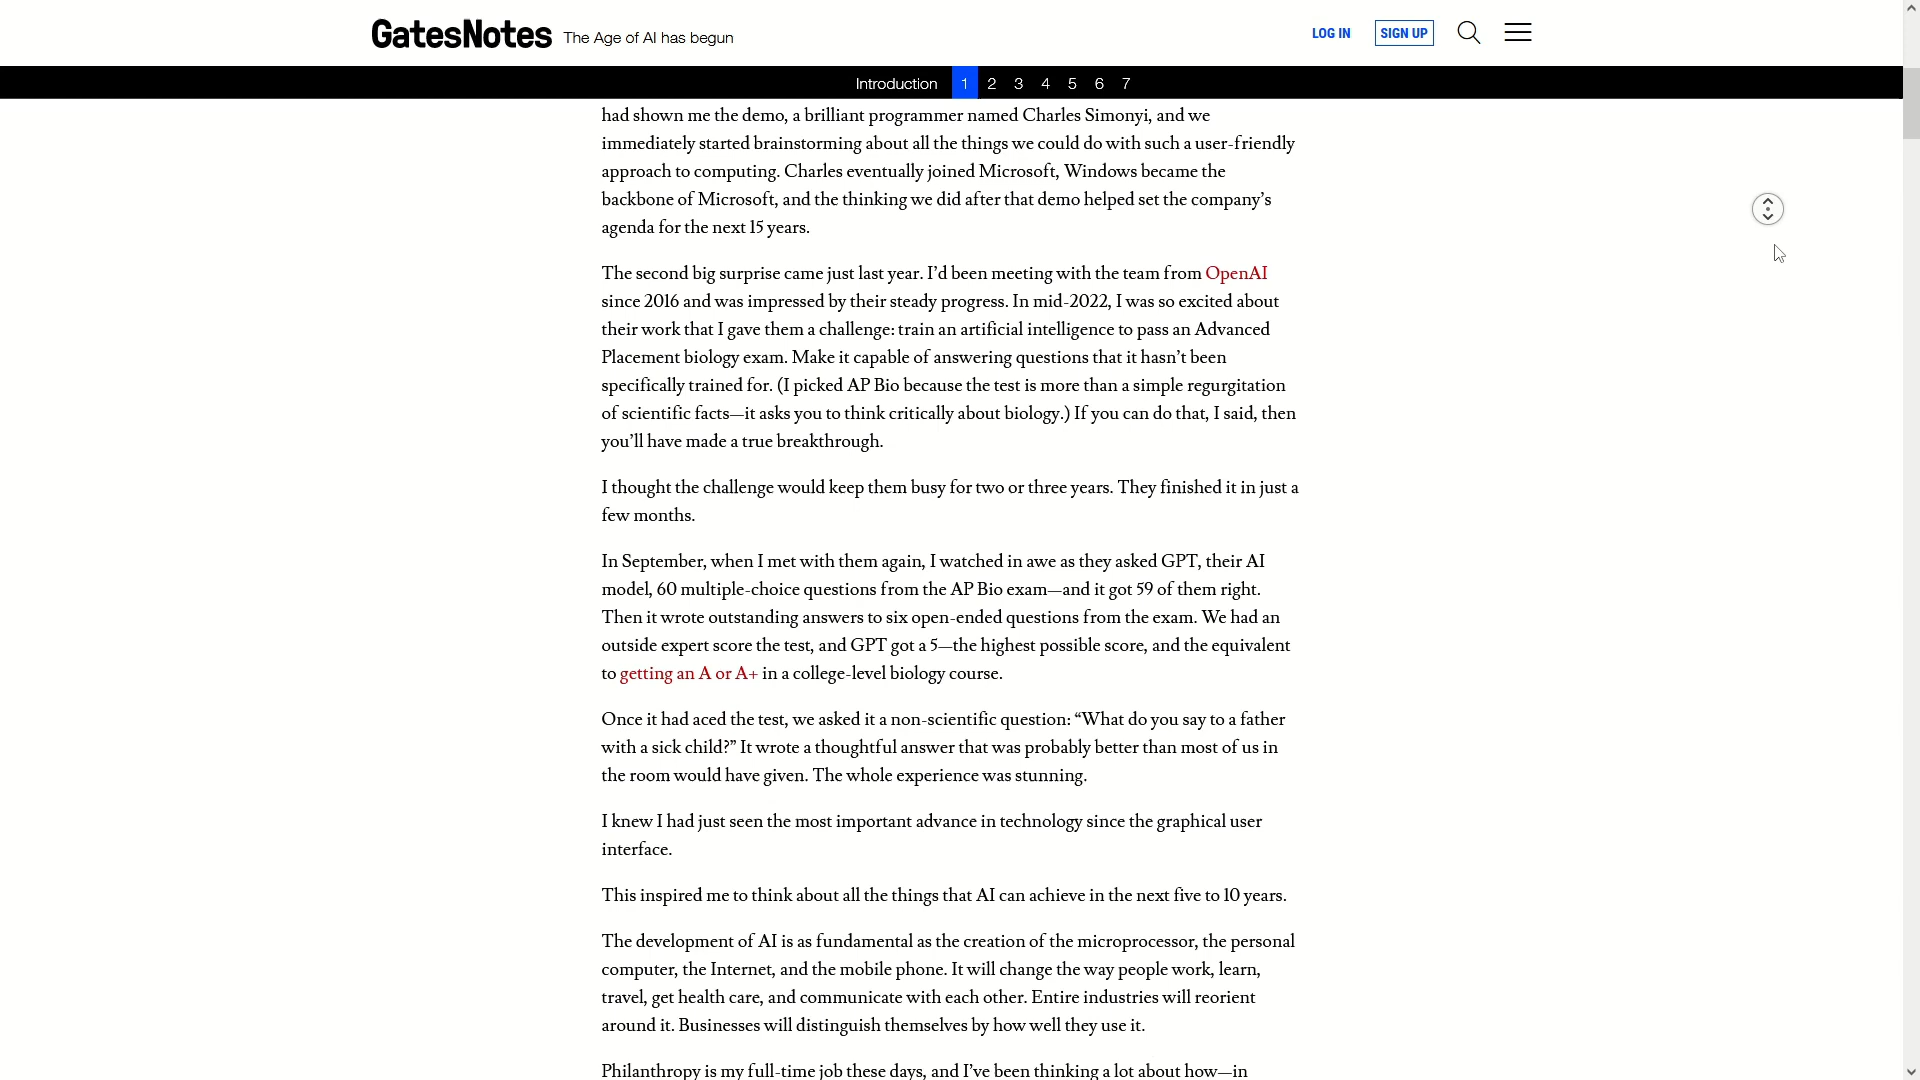 GatesNotes The Age of AI has begun
LOG IN SIGN UP
Introduction 1 2 3 4 5 6 7
had shown me the demo, a brilliant programmer named Charles Simonyi, and we
immediately started brainstorming about all the things we could do with such a user-friendly
approach to computing. Charles eventually joined Microsoft, Windows became the
backbone of Microsoft, and the thinking we did after that demo helped set the company’s
agenda for the next 15 years.
The second big surprise came just last year. I’d been meeting with the team from OpenAI
since 2016 and was impressed by their steady progress. In mid-2022, I was so excited about
their work that I gave them a challenge: train an artificial intelligence to pass an Advanced
Placement biology exam. Make it capable of answering questions that it hasn’t been
specifically trained for. (I picked AP Bio because the test is more than a simple regurgitation
of scientific facts—it asks you to think critically about biology.) If you can do that, I said, then
you’ll have made a true breakthrough.
I thought the challenge would keep them busy for two or three years. They finished it in just a
few months.
In September, when I met with them again, I watched in awe as they asked GPT, their AI
model, 60 multiple-choice questions from the AP Bio exam—and it got 59 of them right.
Then it wrote outstanding answers to six open-ended questions from the exam. We had an
outside expert score the test, and GPT got a 5—the highest possible score, and the equivalent
to getting an A or A+ in a college-level biology course.
Once it had aced the test, we asked it a non-scientific question: “What do you say to a father
with a sick child?” It wrote a thoughtful answer that was probably better than most of us in
the room would have given. The whole experience was stunning.
I knew I had just seen the most important advance in technology since the graphical user
interface.
This inspired me to think about all the things that AI can achieve in the next five to 10 years.
The development of AI is as fundamental as the creation of the microprocessor, the personal
computer, the Internet, and the mobile phone. It will change the way people work, learn,
travel, get health care, and communicate with each other. Entire industries will reorient
around it. Businesses will distinguish themselves by how well they use it.
Philanthropy is my full-time job these days, and I’ve been thinking a lot about how—in